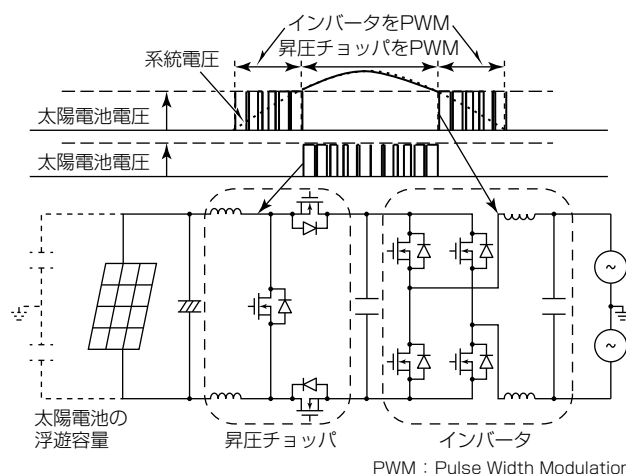 インバータをPWM
昇圧チョッパをPWM
系統電圧
太陽電池電圧
太陽電池電圧
太陽電池の
浮遊容量
昇圧チョッパ
インバータ
PWM:Pulse Width Modulation